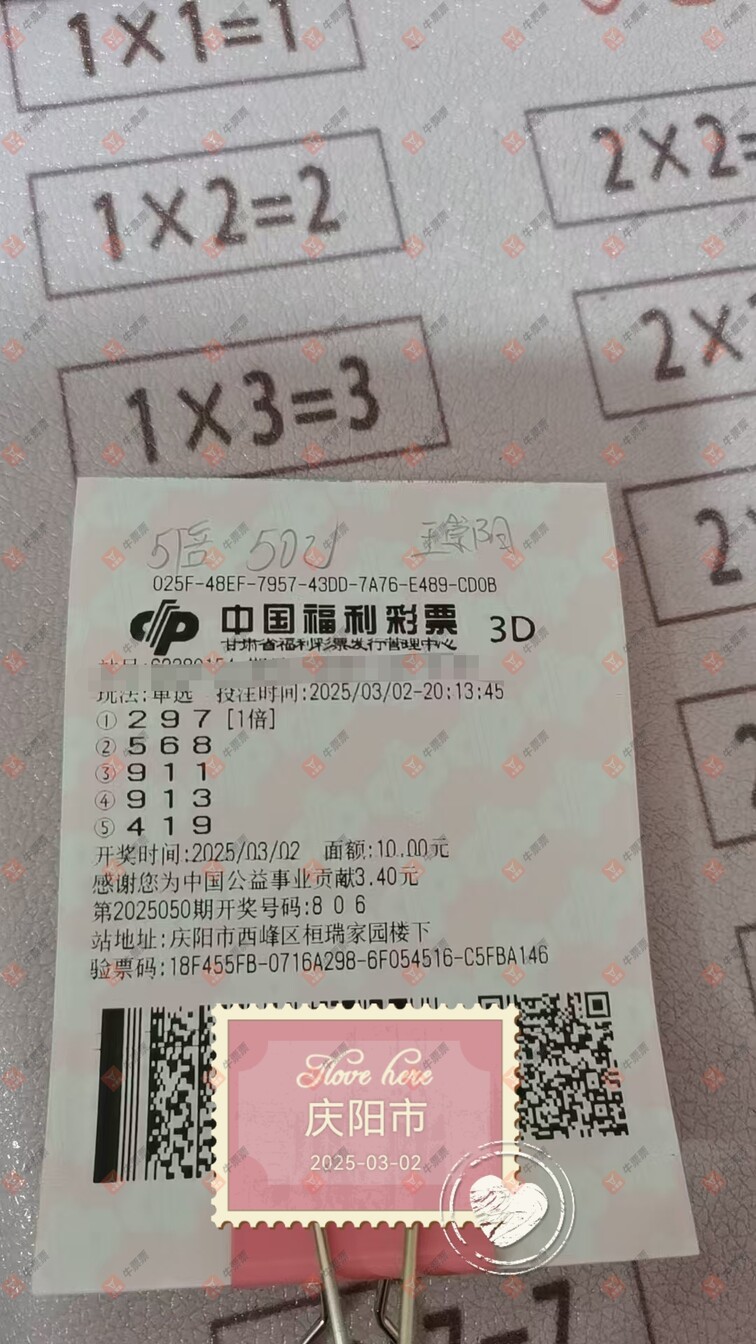 1×1=1
1×2=2
2×2=
1×3=3
2×
2
5倍 50元
025F-48EF-7957-43DD-7A76-E489-CD0B
中国福利彩票 3D
甘肃省福利彩票发行管理中心
玩法:单选 投注时间:2025/03/02-20:13:45
① 2 9 7 [1倍]
② 5 6 8
③ 9 1 1
④ 9 1 3
⑤ 4 1 9
开奖时间:2025/03/02 面额:10.00元
感谢您为中国公益事业贡献3.40元
第2025050期开奖号码:8 0 6
站地址:庆阳市西峰区桓瑞家园楼下
验票码:18F455FB-0716A298-6F054516-C5FBA146
I love here
庆阳市
2025-03-02
牛票票